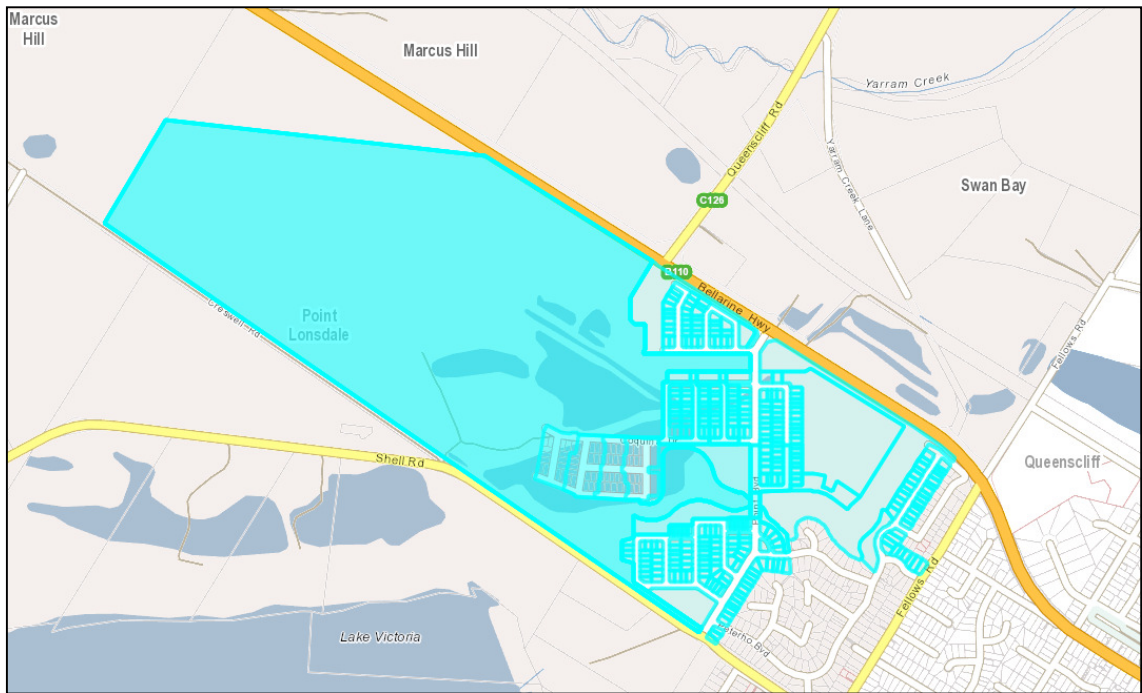 Marcus
Hill
Marcus Hill
Yarram Creek
Queenscliff Rd
Yarram Creek Lane
Swan Bay
C126
B110
Bellarine Hwy
Fellows Rd
Creswell Rd
Point
Lonsdale
Shell Rd
Queenscliff
Fellows Rd
Lake Victoria
Bvd